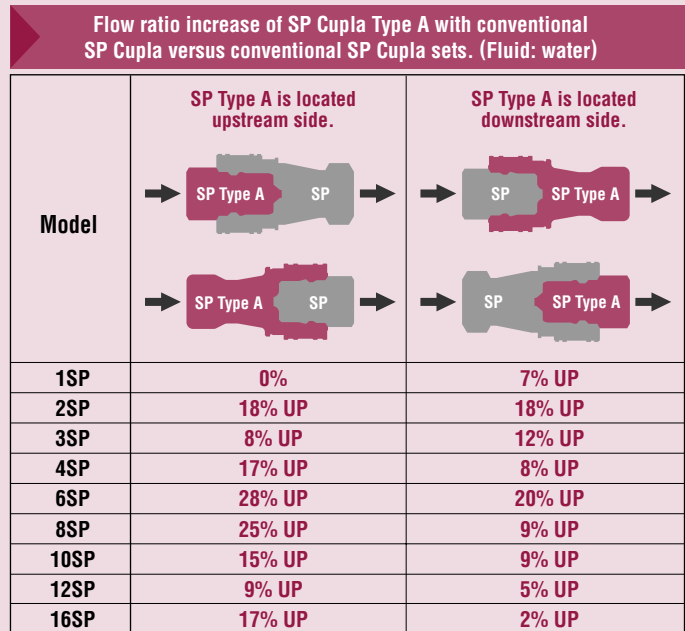 Flow ratio increase of SP Cupla Type A with conventional
SP Cupla versus conventional SP Cupla sets. (Fluid: water)
Model
SP Type A is located
upstream side.
SP Type A is located
downstream side.
SP Type A SP
SP SP Type A
SP Type A SP
SP SP Type A
1SP 0% 7% UP
2SP 18% UP 18% UP
3SP 8% UP 12% UP
4SP 17% UP 8% UP
6SP 28% UP 20% UP
8SP 25% UP 9% UP
10SP 15% UP 9% UP
12SP 9% UP 5% UP
16SP 17% UP 2% UP